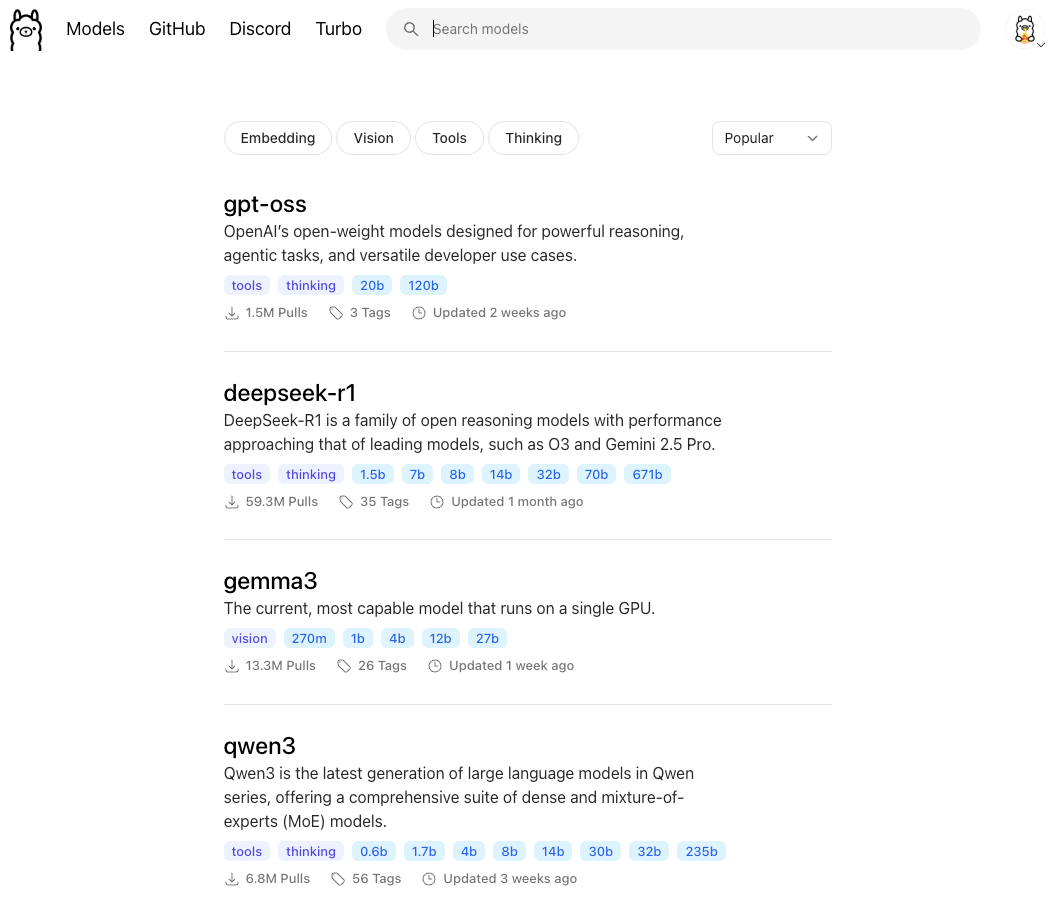 Models GitHub Discord Turbo Search models
Embedding Vision Tools Thinking Popular
gpt-oss
OpenAI’s open-weight models designed for powerful reasoning,
agentic tasks, and versatile developer use cases.
tools thinking 20b 120b
1.5M Pulls 3 Tags Updated 2 weeks ago
deepseek-r1
DeepSeek-R1 is a family of open reasoning models with performance
approaching that of leading models, such as O3 and Gemini 2.5 Pro.
tools thinking 1.5b 7b 8b 14b 32b 70b 671b
59.3M Pulls 35 Tags Updated 1 month ago
gemma3
The current, most capable model that runs on a single GPU.
vision 270m 1b 4b 12b 27b
13.3M Pulls 26 Tags Updated 1 week ago
qwen3
Qwen3 is the latest generation of large language models in Qwen
series, offering a comprehensive suite of dense and mixture-of-
experts (MoE) models.
tools thinking 0.6b 1.7b 4b 8b 14b 30b 32b 235b
6.8M Pulls 56 Tags Updated 3 weeks ago